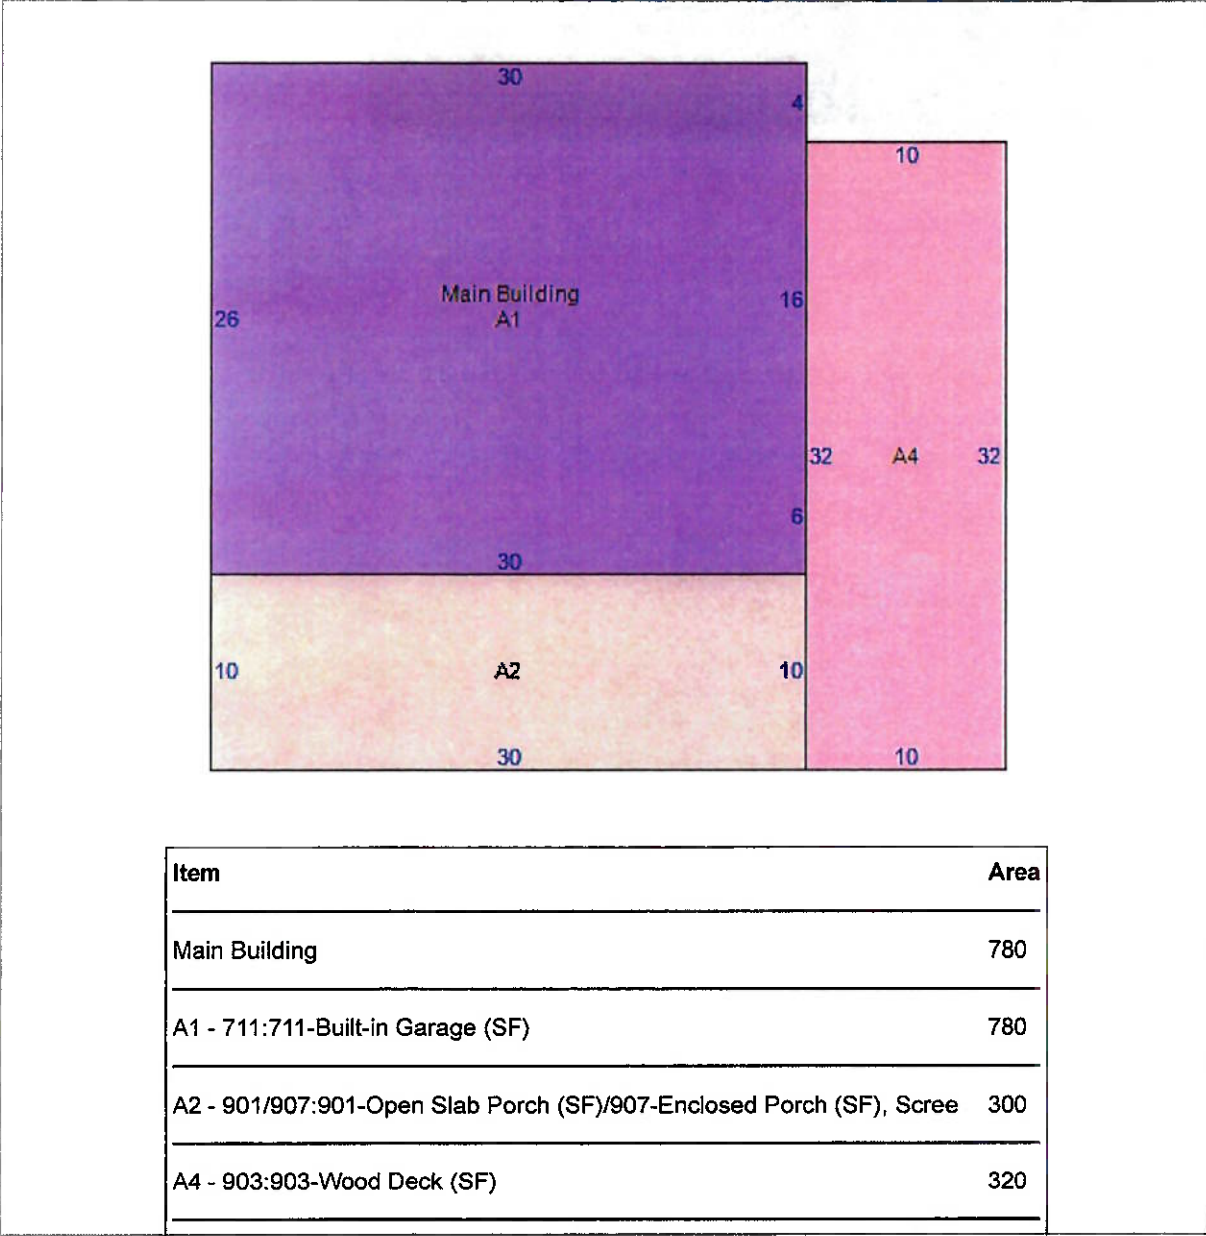 30
4
10
Main Building
A1
26
16
32 A4 32
6
30
10 A2 10
30
10
Item Area
Main Building 780
A1 - 711:711-Built-in Garage (SF) 780
A2 - 901/907:901-Open Slab Porch (SF)/907-Enclosed Porch (SF), Scree 300
A4 - 903:903-Wood Deck (SF) 320